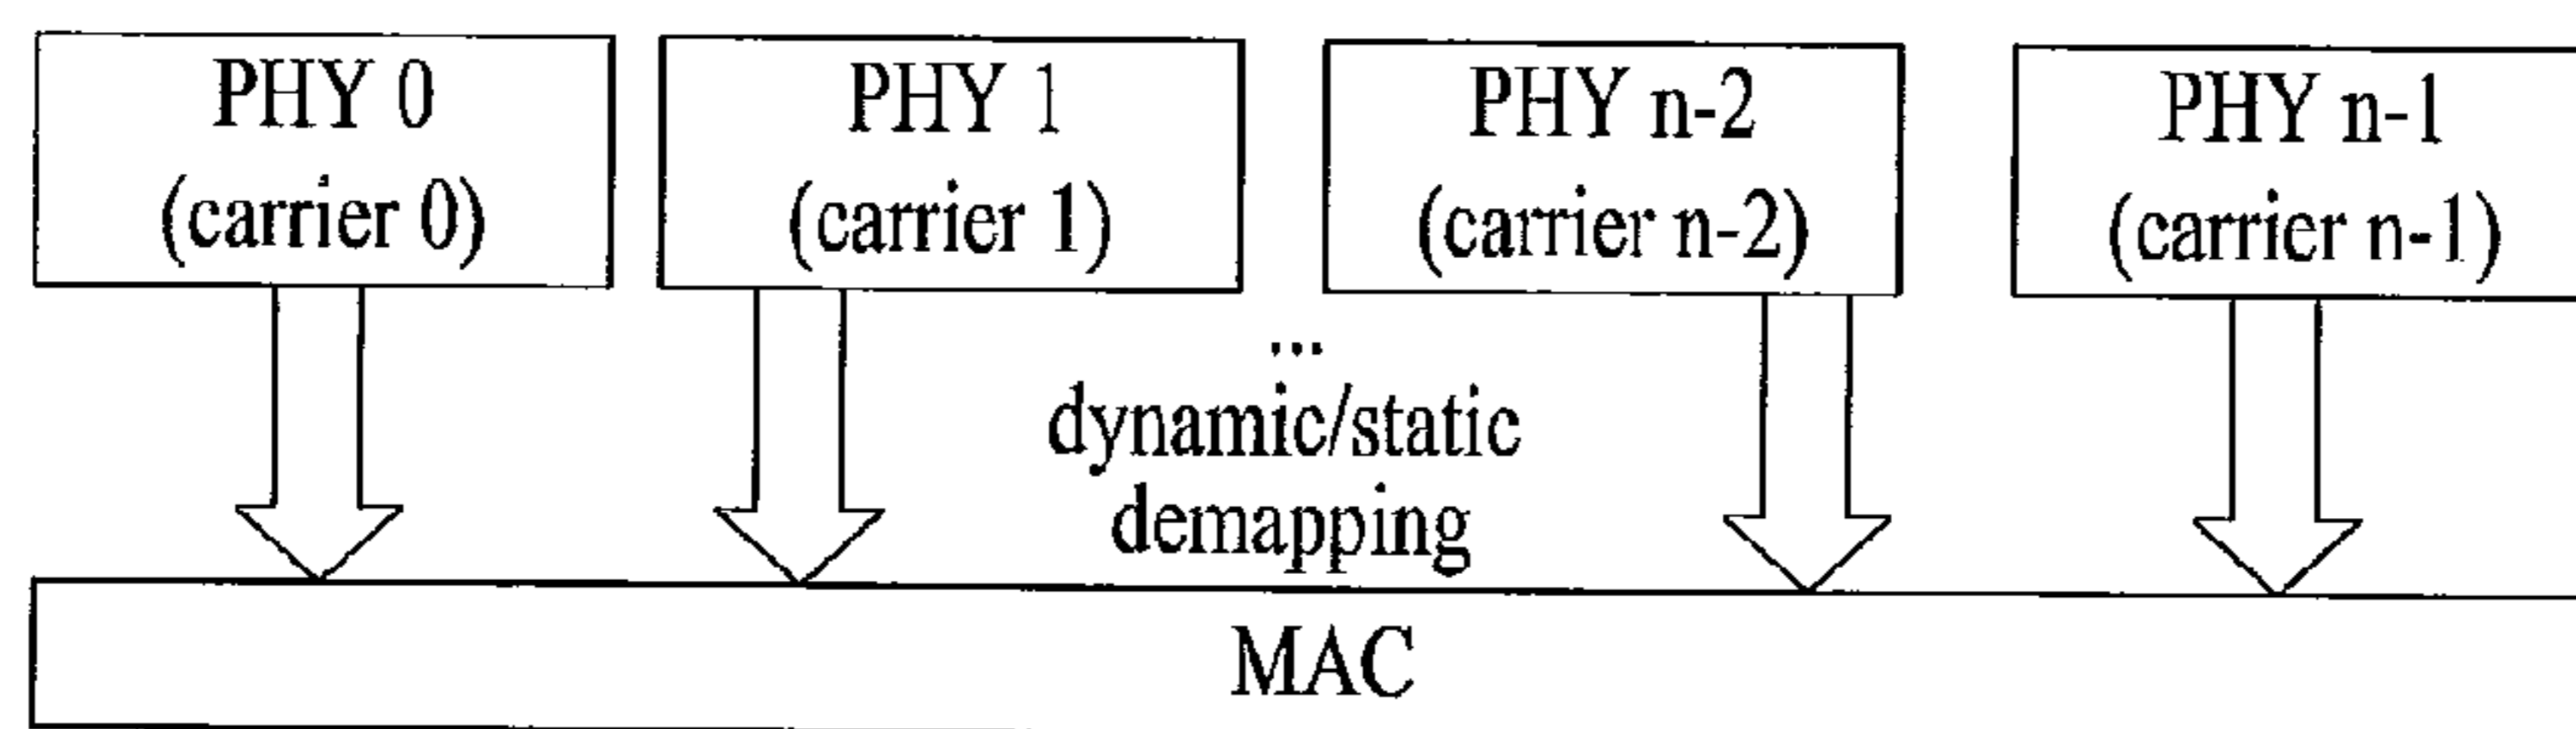 PHY 0
(carrier 0)
PHY 1
(carrier 1)
PHY n-2
(carrier n-2)
PHY n-1
(carrier n-1)
...
dynamic/static
demapping
MAC